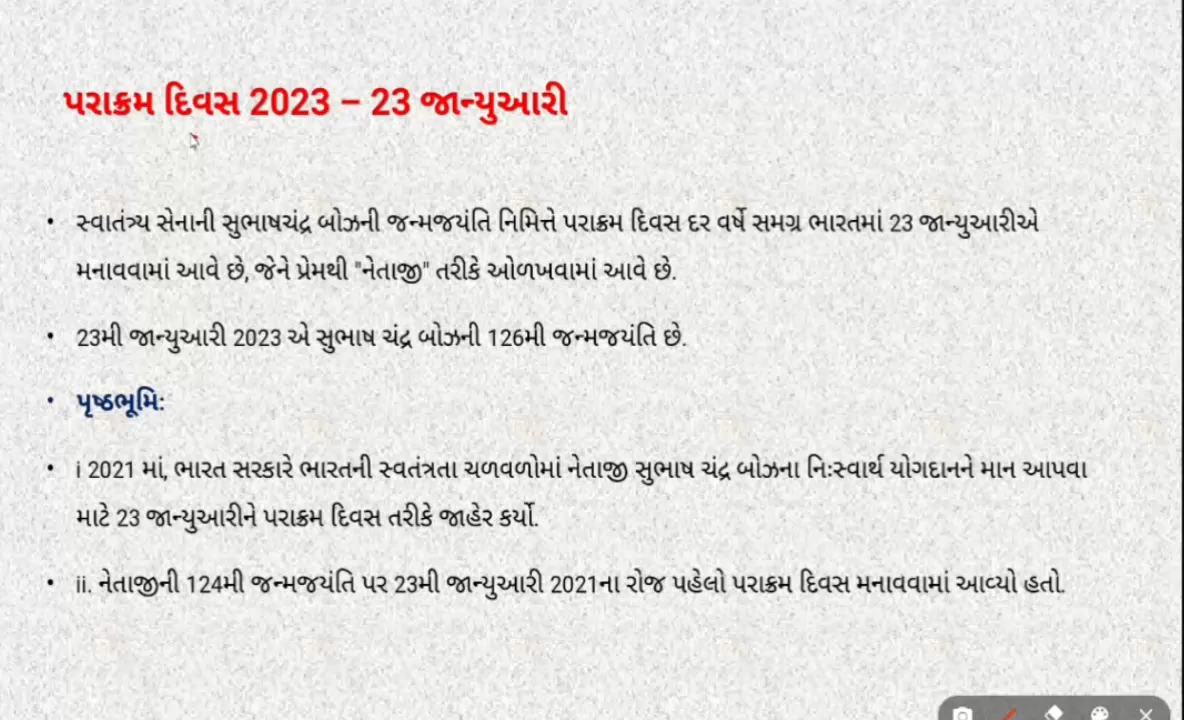 પરાક્રમ દિવસ 2023 – 23 જાન્યુઆરી
• સ્વાતંત્ર્ય સેનાની સુભાષચંદ્ર બોઝની જન્મજયંતિ નિમિત્તે પરાક્રમ દિવસ દર વર્ષે સમગ્ર ભારતમાં 23 જાન્યુઆરીએ
મનાવવામાં આવે છે, જેને પ્રેમથી "નેતાજી" તરીકે ઓળખવામાં આવે છે.
• 23મી જાન્યુઆરી 2023 એ સુભાષ ચંદ્ર બોઝની 126મી જન્મજયંતિ છે.
• પૃષ્ઠભૂમિ:
• i 2021 માં, ભારત સરકારે ભારતની સ્વતંત્રતા ચળવળોમાં નેતાજી સુભાષ ચંદ્ર બોઝના નિઃસ્વાર્થ યોગદાનને માન આપવા
માટે 23 જાન્યુઆરીને પરાક્રમ દિવસ તરીકે જાહેર કર્યો.
• ii. નેતાજીની 124મી જન્મજયંતિ પર 23મી જાન્યુઆરી 2021ના રોજ પહેલો પરાક્રમ દિવસ મનાવવામાં આવ્યો હતો.